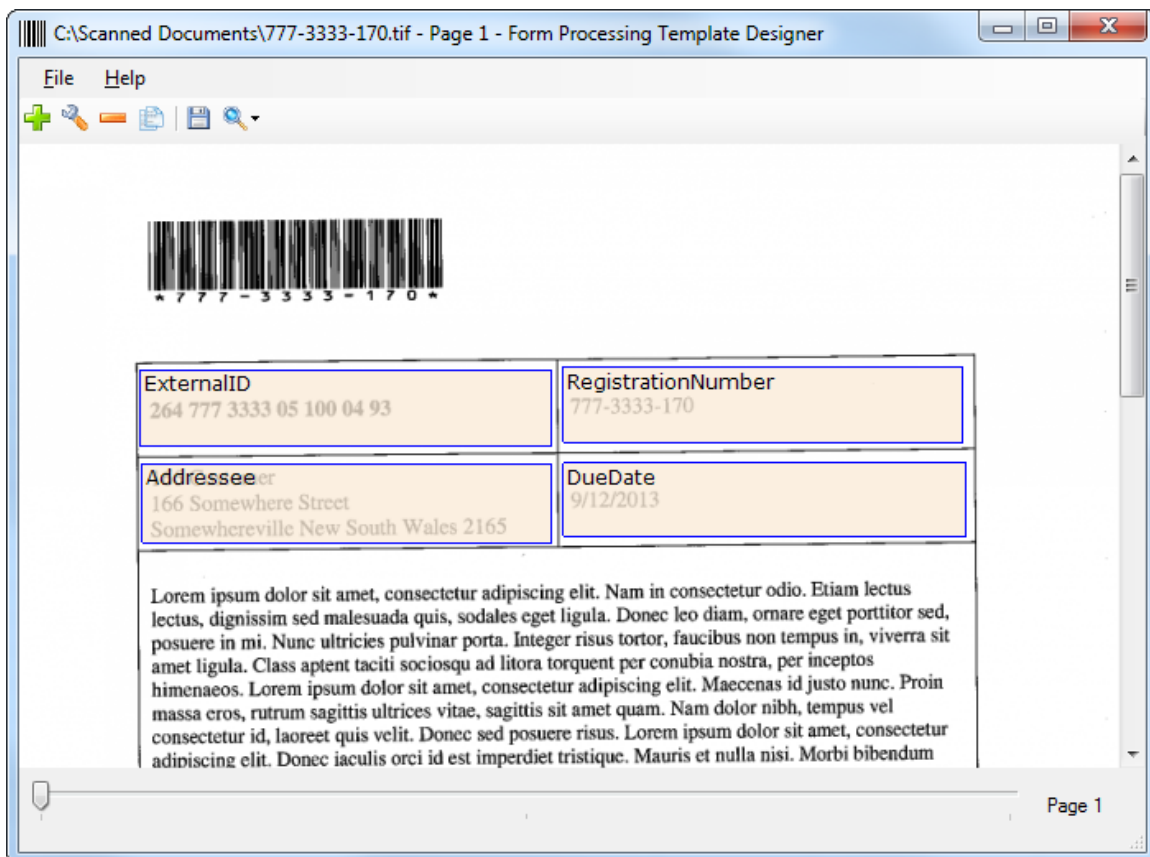 C:\Scanned Documents\777-3333-170.tif - Page 1 - Form Processing Template Designer
File Help
*777-3333-170*
ExternalID
264 777 3333 05 100 04 93
RegistrationNumber
777-3333-170
Addressee
166 Somewhere Street
Somewhereville New South Wales 2165
DueDate
9/12/2013
Lorem ipsum dolor sit amet, consectetur adipiscing elit. Nam in consectetur odio. Etiam lectus
lectus, dignissim sed malesuada quis, sodales eget ligula. Donec leo diam, ornare eget porttitor sed,
posuere in mi. Nunc ultricies pulvinar porta. Integer risus tortor, faucibus non tempus in, viverra sit
amet ligula. Class aptent taciti sociosqu ad litora torquent per conubia nostra, per inceptos
himenaeos. Lorem ipsum dolor sit amet, consectetur adipiscing elit. Maecenas id justo nunc. Proin
massa eros, rutrum sagittis ultrices vitae, sagittis sit amet quam. Nam dolor nibh, tempus vel
consectetur id, laoreet quis velit. Donec sed posuere risus. Lorem ipsum dolor sit amet, consectetur
adipiscing elit. Donec iaculis orci id est imperdiet tristique. Mauris et nulla nisi. Morbi bibendum
Page 1